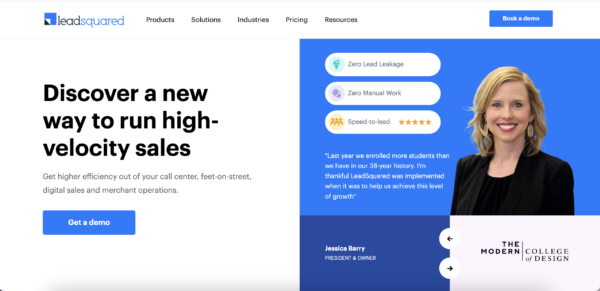 leadsquared
Products
Solutions
Industries
Pricing
Resources
Book a demo
Discover a new
way to run high-
velocity sales
Get higher efficiency out of your call center, feet-on-street,
digital sales and merchant operations.
Get a demo
Zero Lead Leakage
Zero Manual Work
Speed-to-lead
"Last year we enrolled more students than
we have in our 38-year history. I'm
thankful LeadSquared was implemented
when it was to help us achieve this level
of growth"
Jessica Barry
PRESIDENT & OWNER
THE
MODERN COLLEGE
of DESIGN